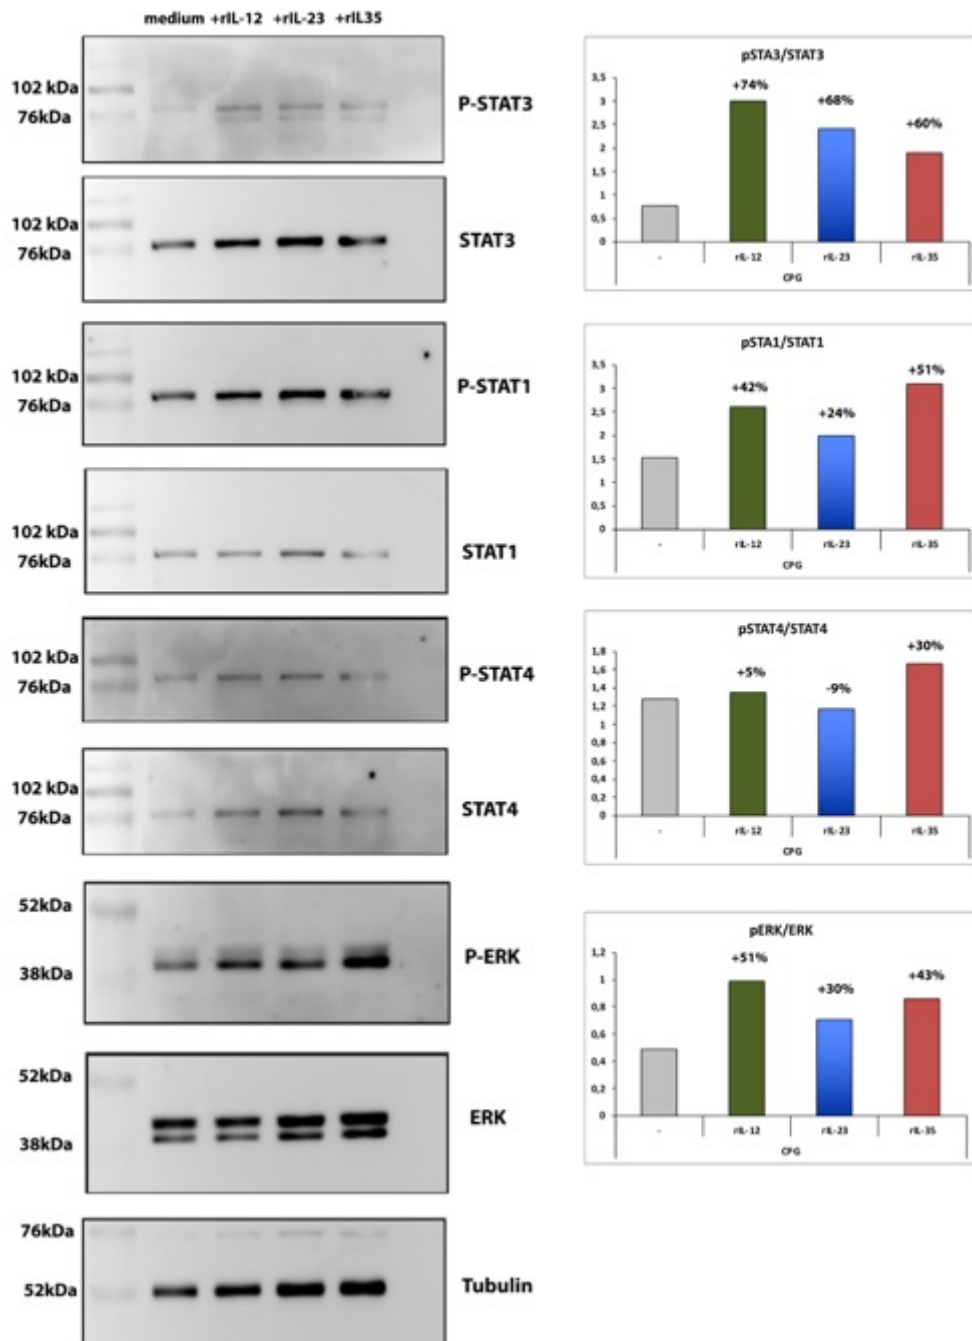 medium +rIL-12 +rIL-23 +rIL35
102 kDa
76kDa
P-STAT3
102 kDa
76kDa
STAT3
102 kDa
76kDa
P-STAT1
102 kDa
76kDa
STAT1
102 kDa
76kDa
P-STAT4
102 kDa
76kDa
STAT4
52kDa
38kDa
P-ERK
52kDa
38kDa
ERK
76kDa
52kDa
Tubulin
pSTA3/STAT3
3,5
3
2,5
2
1,5
1
0,5
0
+74%
+68%
+60%
- rIL-12 rIL-23 rIL-35
CPG
pSTA1/STAT1
3,5
3
2,5
2
1,5
1
0,5
0
+42%
+24%
+51%
- rIL-12 rIL-23 rIL-35
CPG
pSTAT4/STAT4
1,8
1,6
1,4
1,2
1
0,8
0,6
0,4
0,2
0
+5%
-9%
+30%
- rIL-12 rIL-23 rIL-35
CPG
pERK/ERK
1,2
1
0,8
0,6
0,4
0,2
0
+51%
+30%
+43%
- rIL-12 rIL-23 rIL-35
CPG